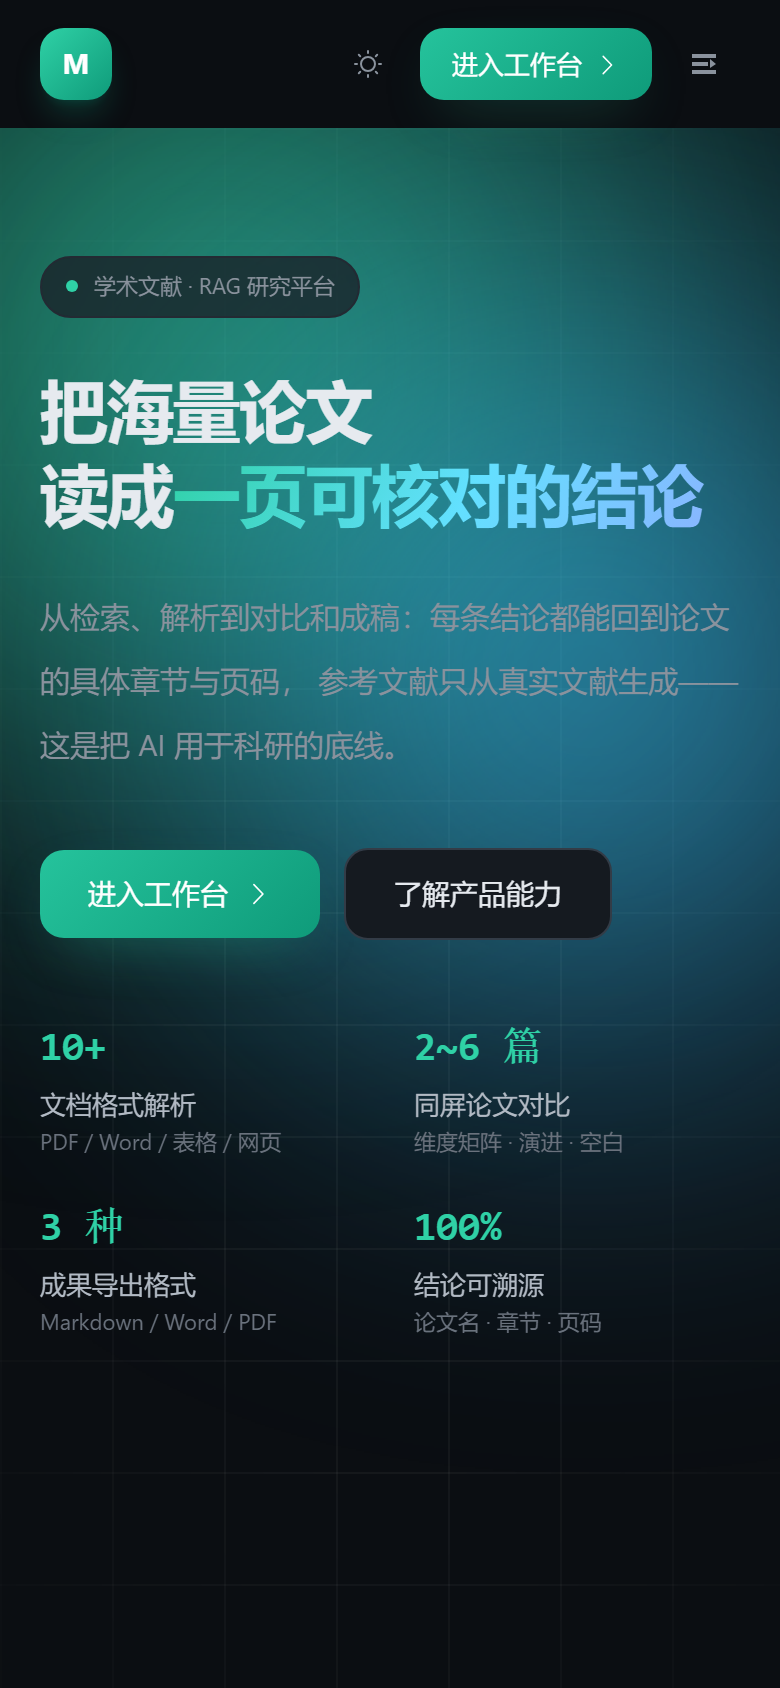 M
进入工作台
学术文献 · RAG 研究平台
把海量论文
读成一页可核对的结论
从检索、解析到对比和成稿：每条结论都能回到论文
的具体章节与页码， 参考文献只从真实文献生成——
这是把 AI 用于科研的底线。
进入工作台
了解产品能力
10+
文档格式解析
PDF / Word / 表格 / 网页
2~6 篇
同屏论文对比
维度矩阵 · 演进 · 空白
3 种
成果导出格式
Markdown / Word / PDF
100%
结论可溯源
论文名 · 章节 · 页码